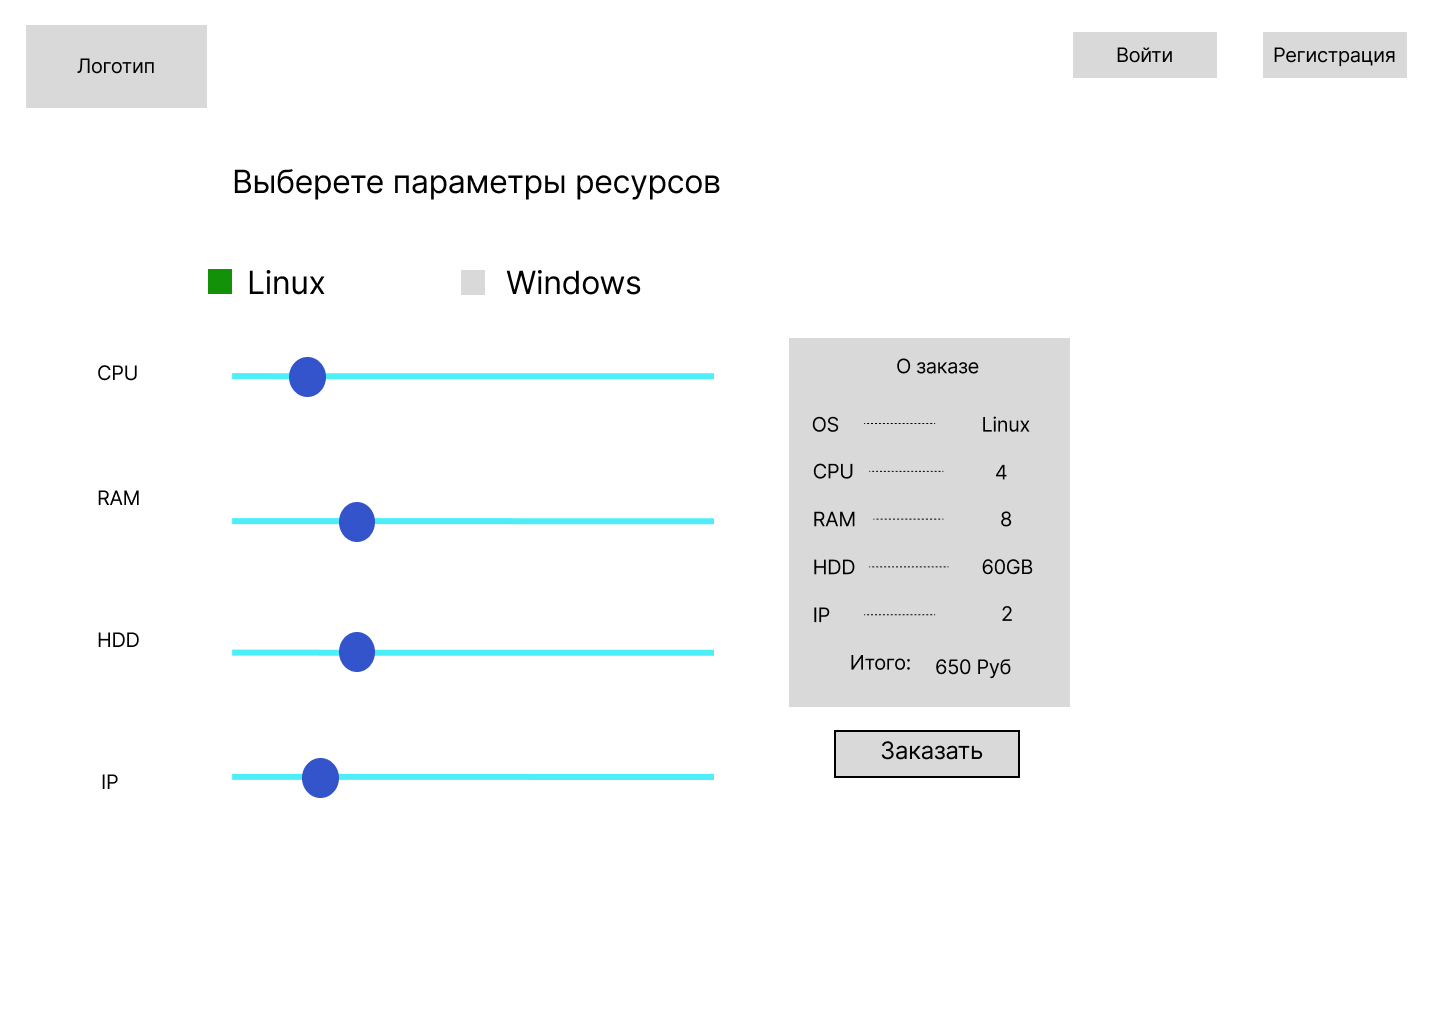 Логотип
Войти
Регистрация
Выберете параметры ресурсов
Linux
Windows
CPU
RAM
HDD
IP
О заказе
OS Linux
CPU 4
RAM 8
HDD 60GB
IP 2
Итого: 650 Руб
Заказать